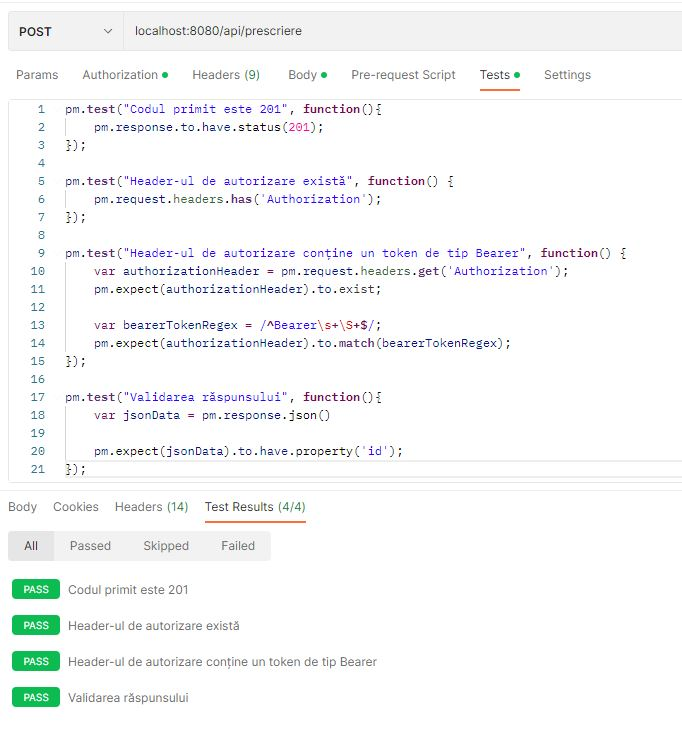 POST localhost:8080/api/prescriere
Params Authorization Headers (9) Body Pre-request Script Tests Settings
1 pm.test("Codul primit este 201", function(){
2 pm.response.to.have.status(201);
3 });
4
5 pm.test("Header-ul de autorizare există", function() {
6 pm.request.headers.has('Authorization');
7 });
8
9 pm.test("Header-ul de autorizare conține un token de tip Bearer", function() {
10 var authorizationHeader = pm.request.headers.get('Authorization');
11 pm.expect(authorizationHeader).to.exist;
12
13 var bearerTokenRegex = /^Bearer\s+\S+$/;
14 pm.expect(authorizationHeader).to.match(bearerTokenRegex);
15 });
16
17 pm.test("Validarea răspunsului", function(){
18 var jsonData = pm.response.json()
19
20 pm.expect(jsonData).to.have.property('id');
21 });
Body Cookies Headers (14) Test Results (4/4)
All Passed Skipped Failed
PASS Codul primit este 201
PASS Header-ul de autorizare există
PASS Header-ul de autorizare conține un token de tip Bearer
PASS Validarea răspunsului